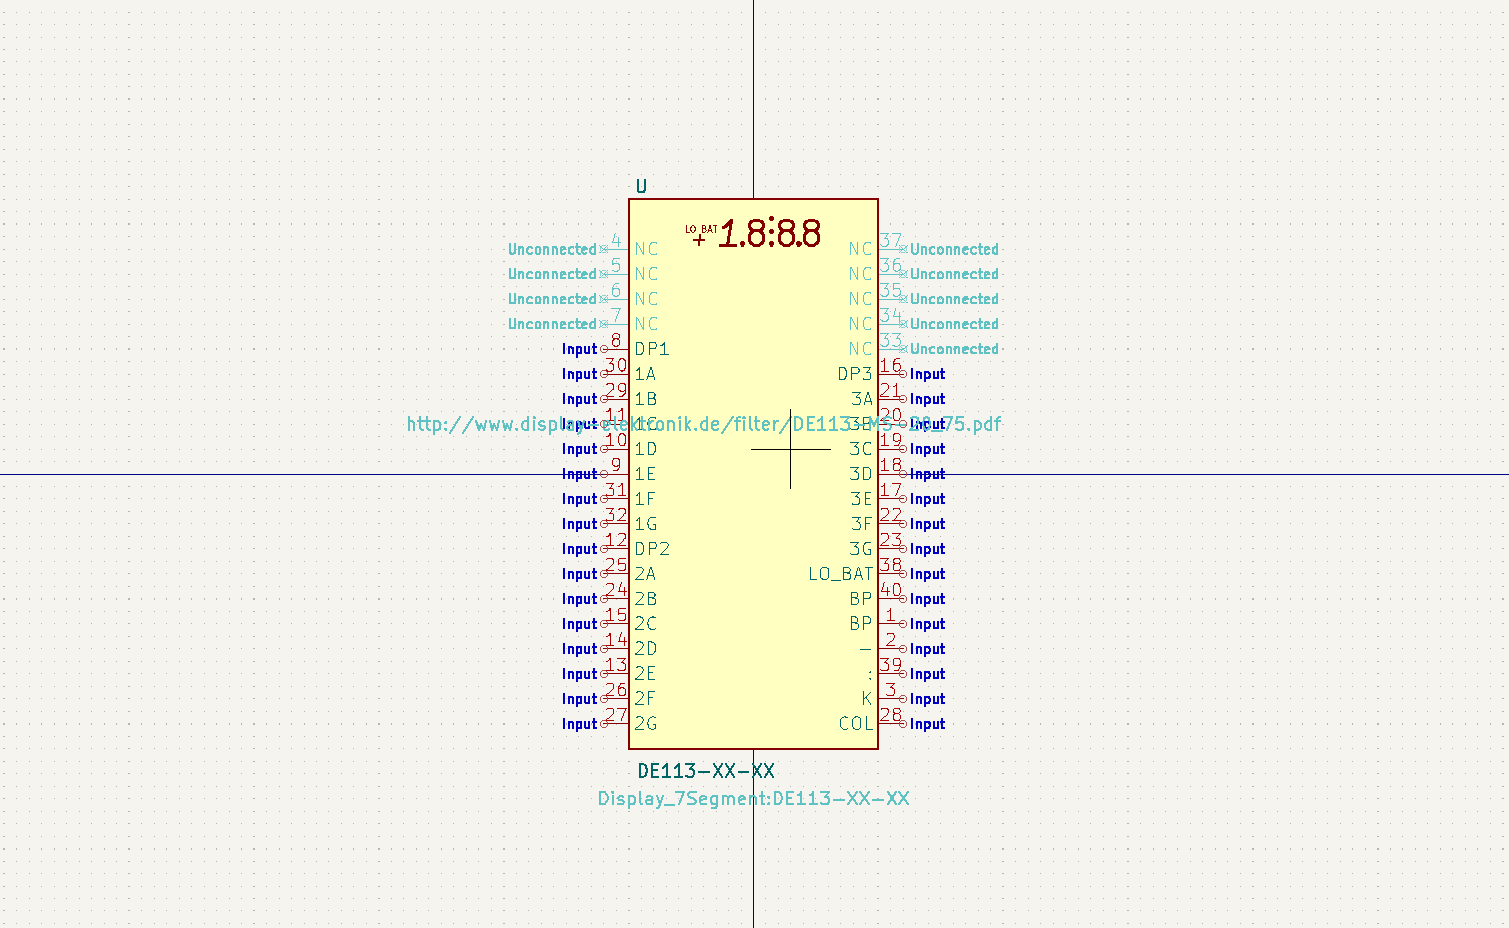 U
LO BAT
+ 1.8:8.8
Unconnected 4 NC NC 37 Unconnected
Unconnected 5 NC NC 36 Unconnected
Unconnected 6 NC NC 35 Unconnected
Unconnected 7 NC NC 34 Unconnected
Input 8 DP1 NC 33 Unconnected
Input 30 1A DP3 16 Input
Input 29 1B 3A 21 Input
Input 11 1C 3B 20 Input
http://www.display-elektronik.de/filter/DE113-MS-20_75.pdf
Input 10 1D 3C 19 Input
Input 9 1E 3D 18 Input
Input 31 1F 3E 17 Input
Input 32 1G 3F 22 Input
Input 12 DP2 3G 23 Input
Input 25 2A LO_BAT 38 Input
Input 24 2B BP 40 Input
Input 15 2C BP 1 Input
Input 14 2D – 2 Input
Input 13 2E : 39 Input
Input 26 2F K 3 Input
Input 27 2G COL 28 Input
DE113-XX-XX
Display_7Segment:DE113-XX-XX